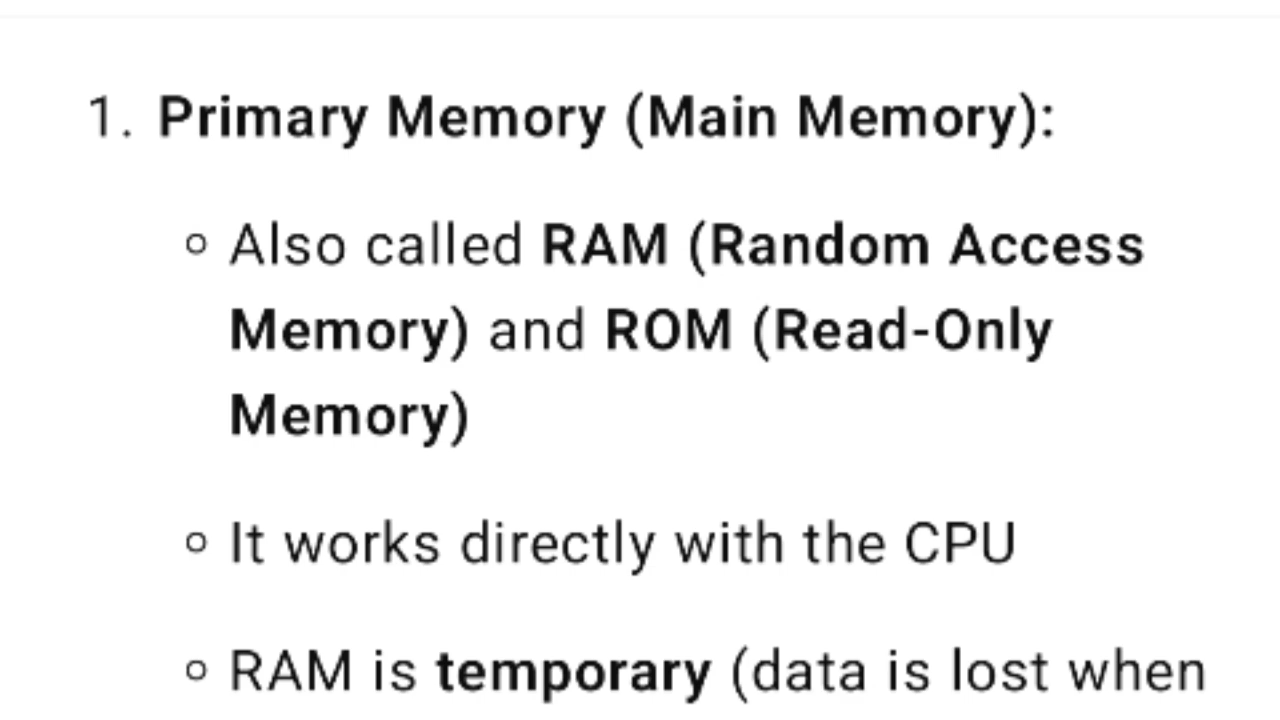 1. Primary Memory (Main Memory):
○ Also called RAM (Random Access
Memory) and ROM (Read-Only
Memory)
○ It works directly with the CPU
○ RAM is temporary (data is lost when